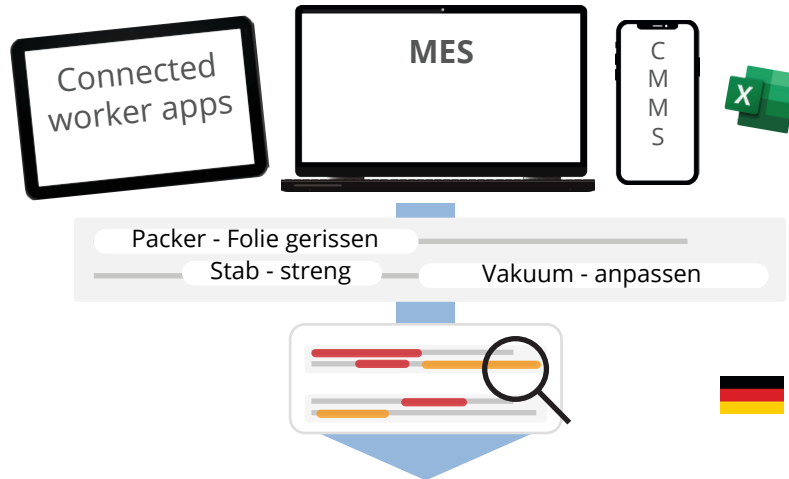 Connected
worker apps
MES
C
M
M
S
X
Packer - Folie gerissen
Stab - streng
Vakuum - anpassen